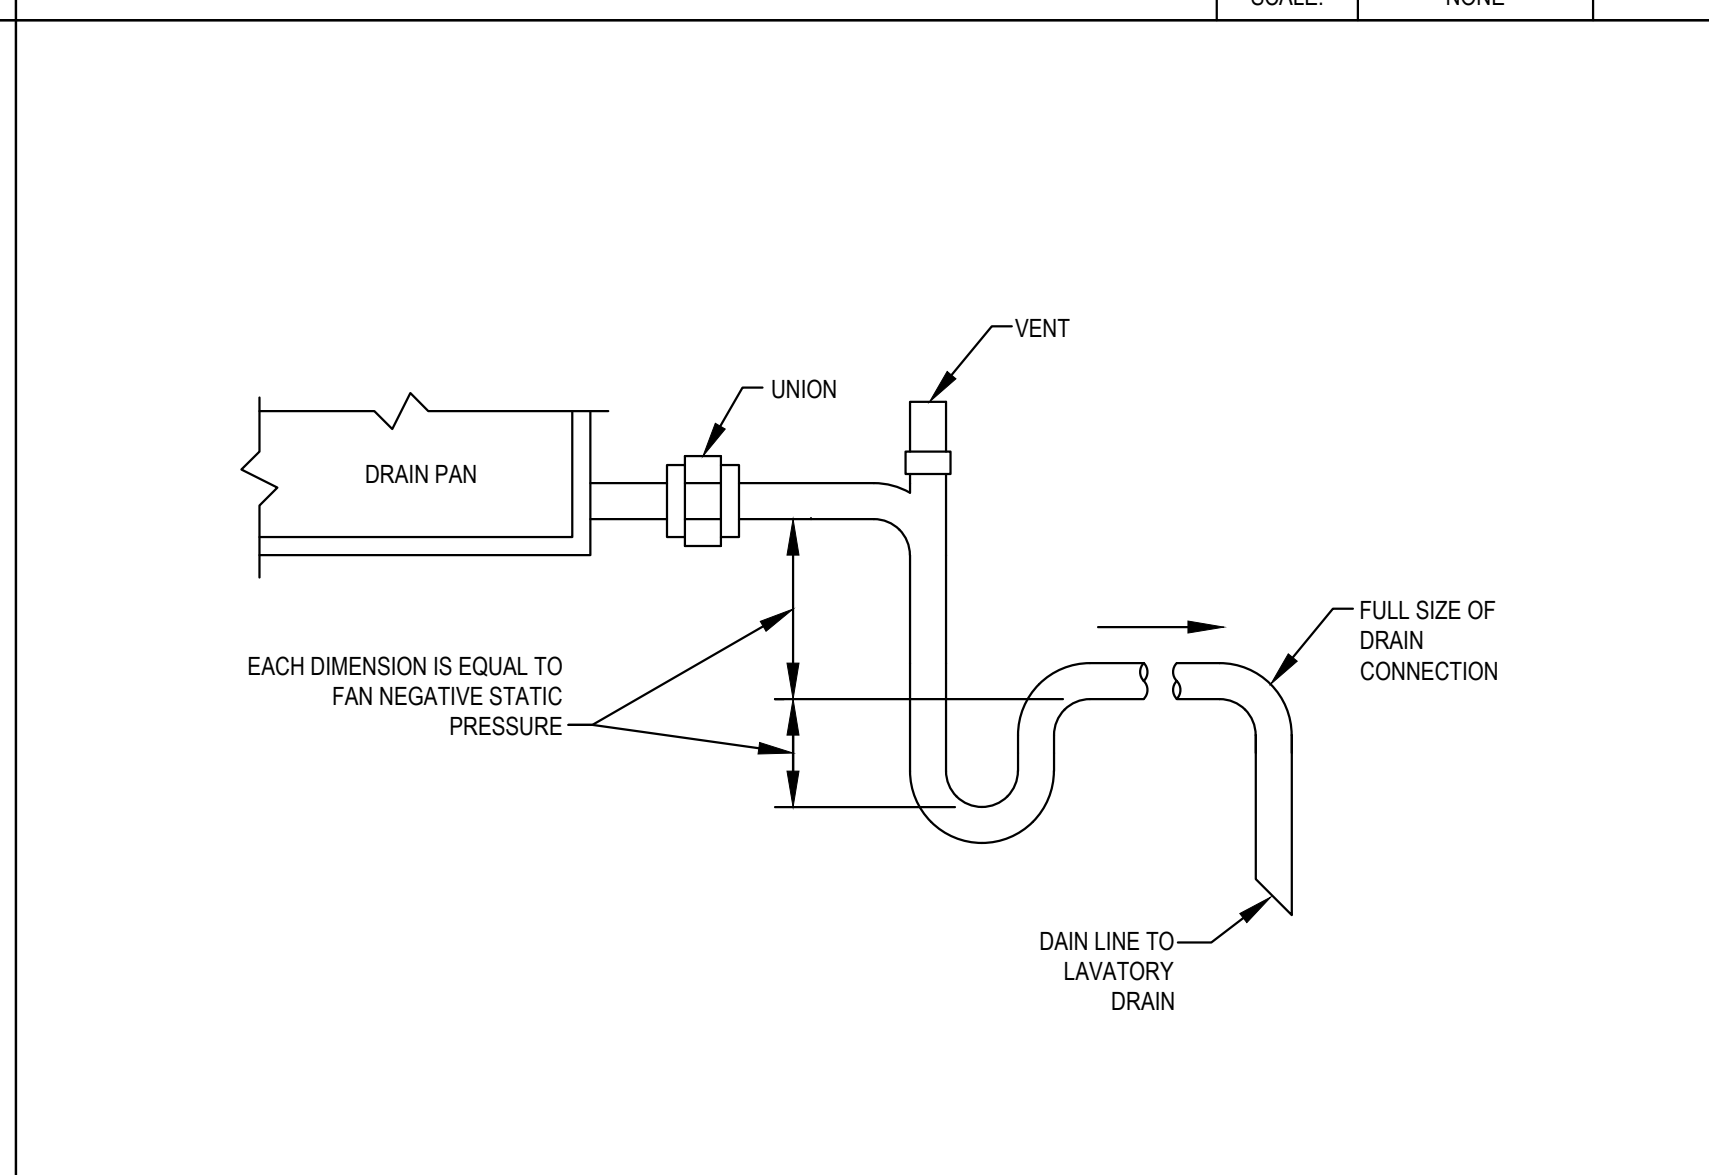 SCALE:
NONE
VENT
UNION
DRAIN PAN
FULL SIZE OF
DRAIN
CONNECTION
EACH DIMENSION IS EQUAL TO
FAN NEGATIVE STATIC
PRESSURE
DAIN LINE TO
LAVATORY
DRAIN